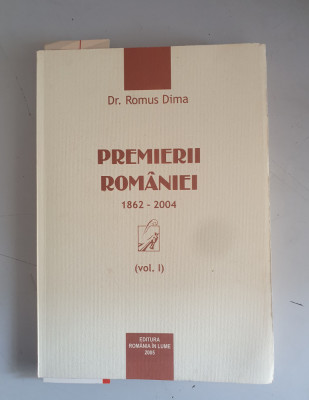 Dr. Romus Dima
PREMIERII
ROMÂNIEI
1862 - 2004
(vol. I)
EDITURA
ROMÂNIA ÎN LUME
2005